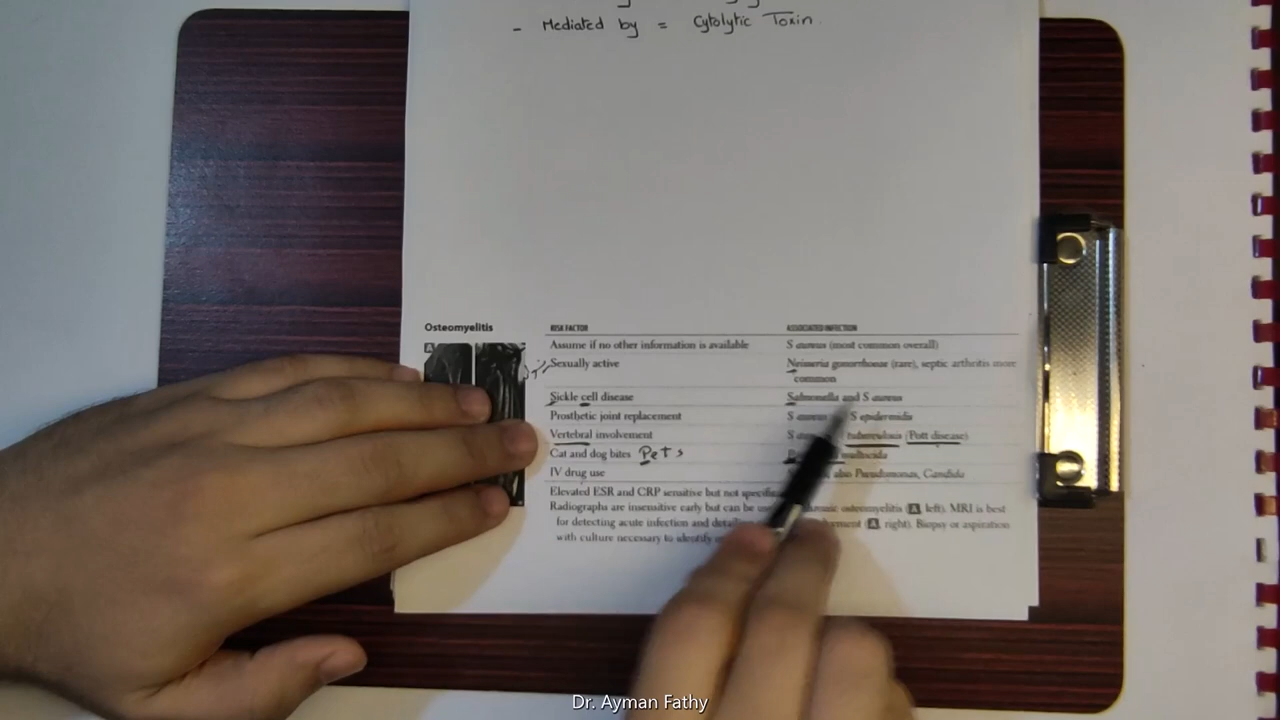 - Mediated by = Cytolytic Toxin.
Osteomyelitis
RISK FACTOR
ASSOCIATED INFECTION
A
Assume if no other information is available
S aureus (most common overall)
Sexually active
Neisseria gonorrhoeae (rare), septic arthritis more
common
Sickle cell disease
Salmonella and S aureus
Prosthetic joint replacement
S aureus S epidermidis
Vertebral involvement
S tuberculosis (Pott disease)
Cat and dog bites Pets
multocida
IV drug use
also Pseudomonas, Candida
Elevated ESR and CRP sensitive but not
Radiographs are insensitive early but can be osteomyelitis (A, left). MRI is best
for detecting acute infection and (A, right). Biopsy or aspiration
with culture necessary to identify
Dr. Ayman Fathy